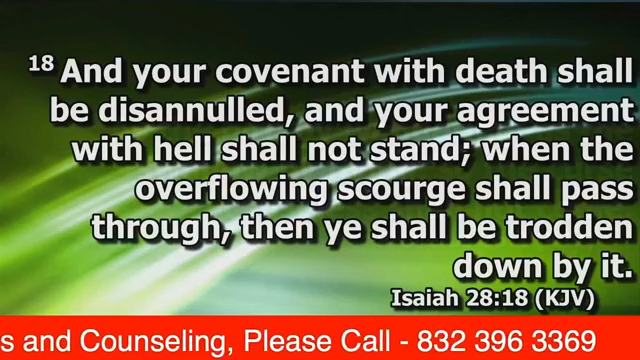 18 And your covenant with death shall
be disannulled, and your agreement
with hell shall not stand; when the
overflowing scourge shall pass
through, then ye shall be trodden
down by it.
Isaiah 28:18 (KJV)
s and Counseling, Please Call - 832 396 3369